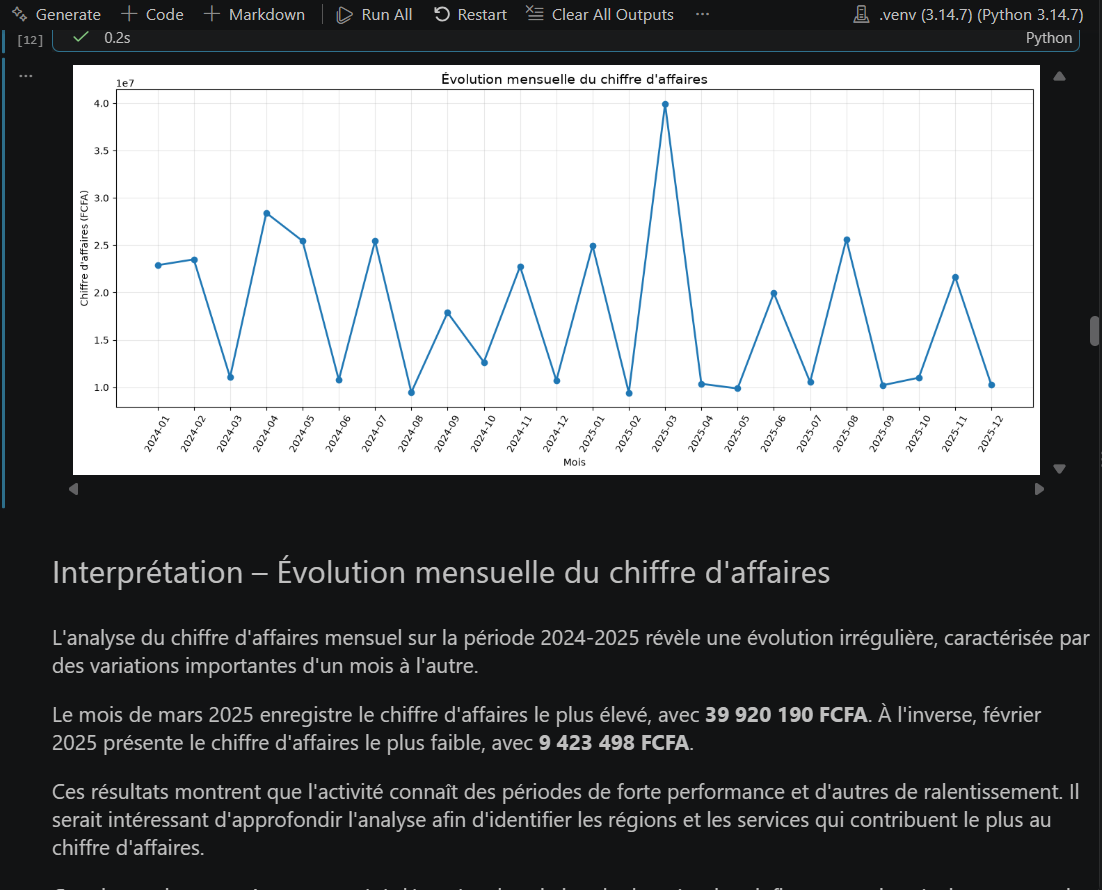 Generate + Code + Markdown Run All Restart Clear All Outputs ... .venv (3.14.7) (Python 3.14.7)
[12] 0.2s Python
...
Évolution mensuelle du chiffre d'affaires
1e7
4.0
3.5
3.0
2.5
2.0
1.5
1.0
Chiffre d'affaires (FCFA)
2024-01 2024-02 2024-03 2024-04 2024-05 2024-06 2024-07 2024-08 2024-09 2024-10 2024-11 2024-12 2025-01 2025-02 2025-03 2025-04 2025-05 2025-06 2025-07 2025-08 2025-09 2025-10 2025-11 2025-12
Mois
Interprétation – Évolution mensuelle du chiffre d'affaires
L'analyse du chiffre d'affaires mensuel sur la période 2024-2025 révèle une évolution irrégulière, caractérisée par
des variations importantes d'un mois à l'autre.
Le mois de mars 2025 enregistre le chiffre d'affaires le plus élevé, avec 39 920 190 FCFA. À l'inverse, février
2025 présente le chiffre d'affaires le plus faible, avec 9 423 498 FCFA.
Ces résultats montrent que l'activité connaît des périodes de forte performance et d'autres de ralentissement. Il
serait intéressant d'approfondir l'analyse afin d'identifier les régions et les services qui contribuent le plus au
chiffre d'affaires.